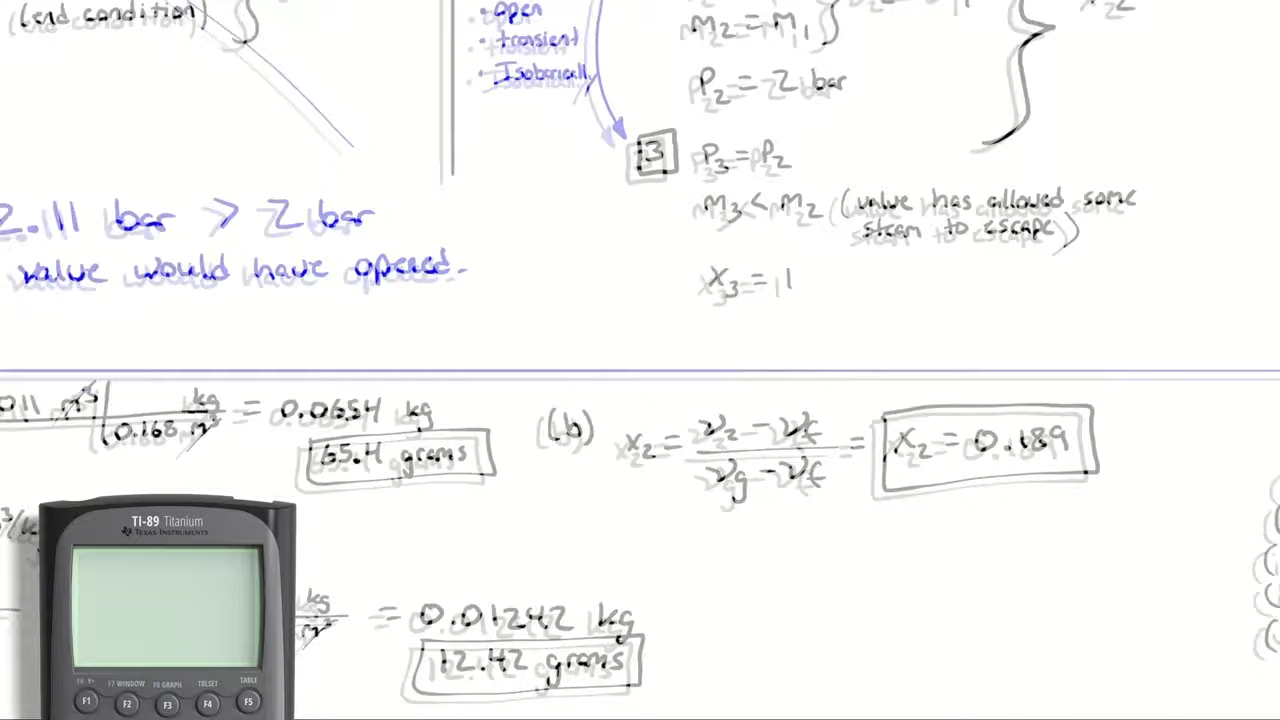 (end condition)
• open
• transient
• Isobarically
m₂ = m₁
P₂ = 2 bar
3
P₃ = P₂
m₃ < m₂ (valve has allowed some
steam to escape)
x₃ = 1
2.11 bar > 2 bar
valve would have opened.
011 m³
0.168
kg
m³
= 0.0654 kg
65.4 grams
(b) x₂ = (v₂ - vf) / (vg - vf) = x₂ = 0.189
kg
m³
= 0.01242 kg
12.42 grams
TI-89 Titanium
TEXAS INSTRUMENTS
F6 Y= F7 WINDOW F8 GRAPH TBLSET TABLE
F1 F2 F3 F4 F5